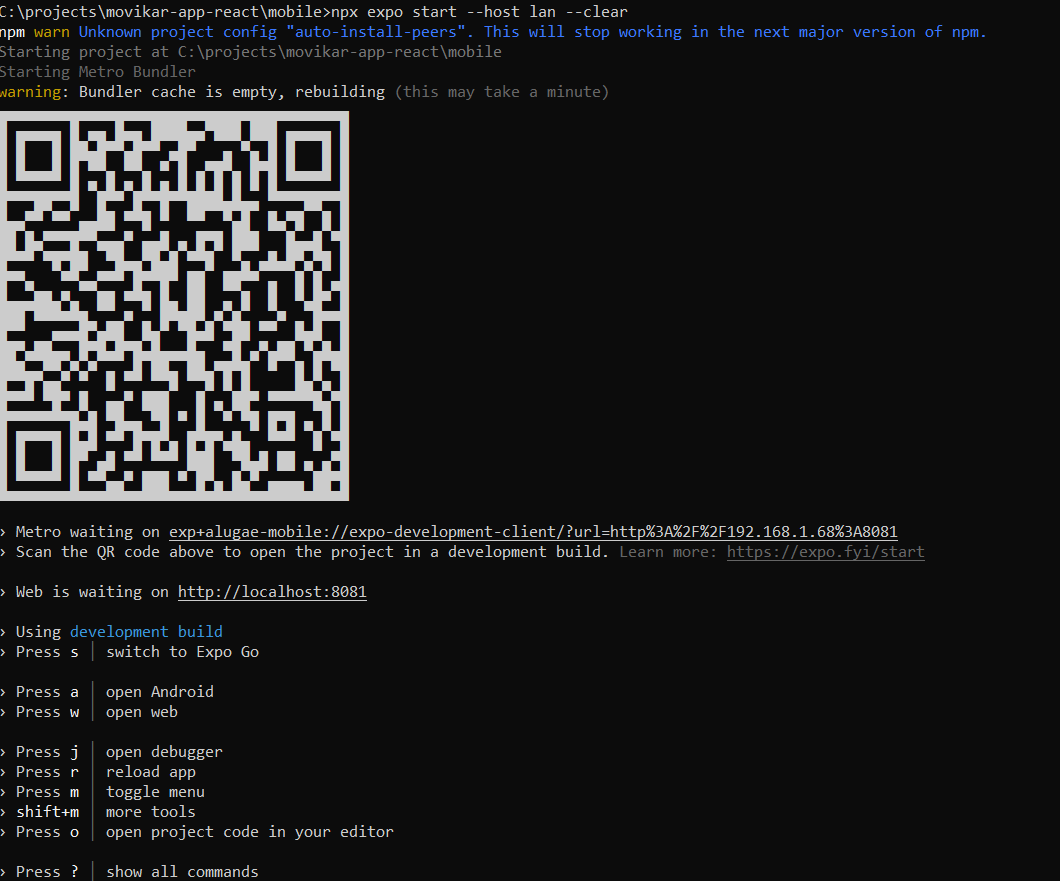 C:\projects\movikar-app-react\mobile>npx expo start --host lan --clear
npm warn Unknown project config "auto-install-peers". This will stop working in the next major version of npm.
Starting project at C:\projects\movikar-app-react\mobile
Starting Metro Bundler
warning: Bundler cache is empty, rebuilding (this may take a minute)
› Metro waiting on exp+alugae-mobile://expo-development-client/?url=http%3A%2F%2F192.168.1.68%3A8081
› Scan the QR code above to open the project in a development build. Learn more: https://expo.fyi/start
› Web is waiting on http://localhost:8081
› Using development build
› Press s │ switch to Expo Go
› Press a │ open Android
› Press w │ open web
› Press j │ open debugger
› Press r │ reload app
› Press m │ toggle menu
› shift+m │ more tools
› Press o │ open project code in your editor
› Press ? │ show all commands